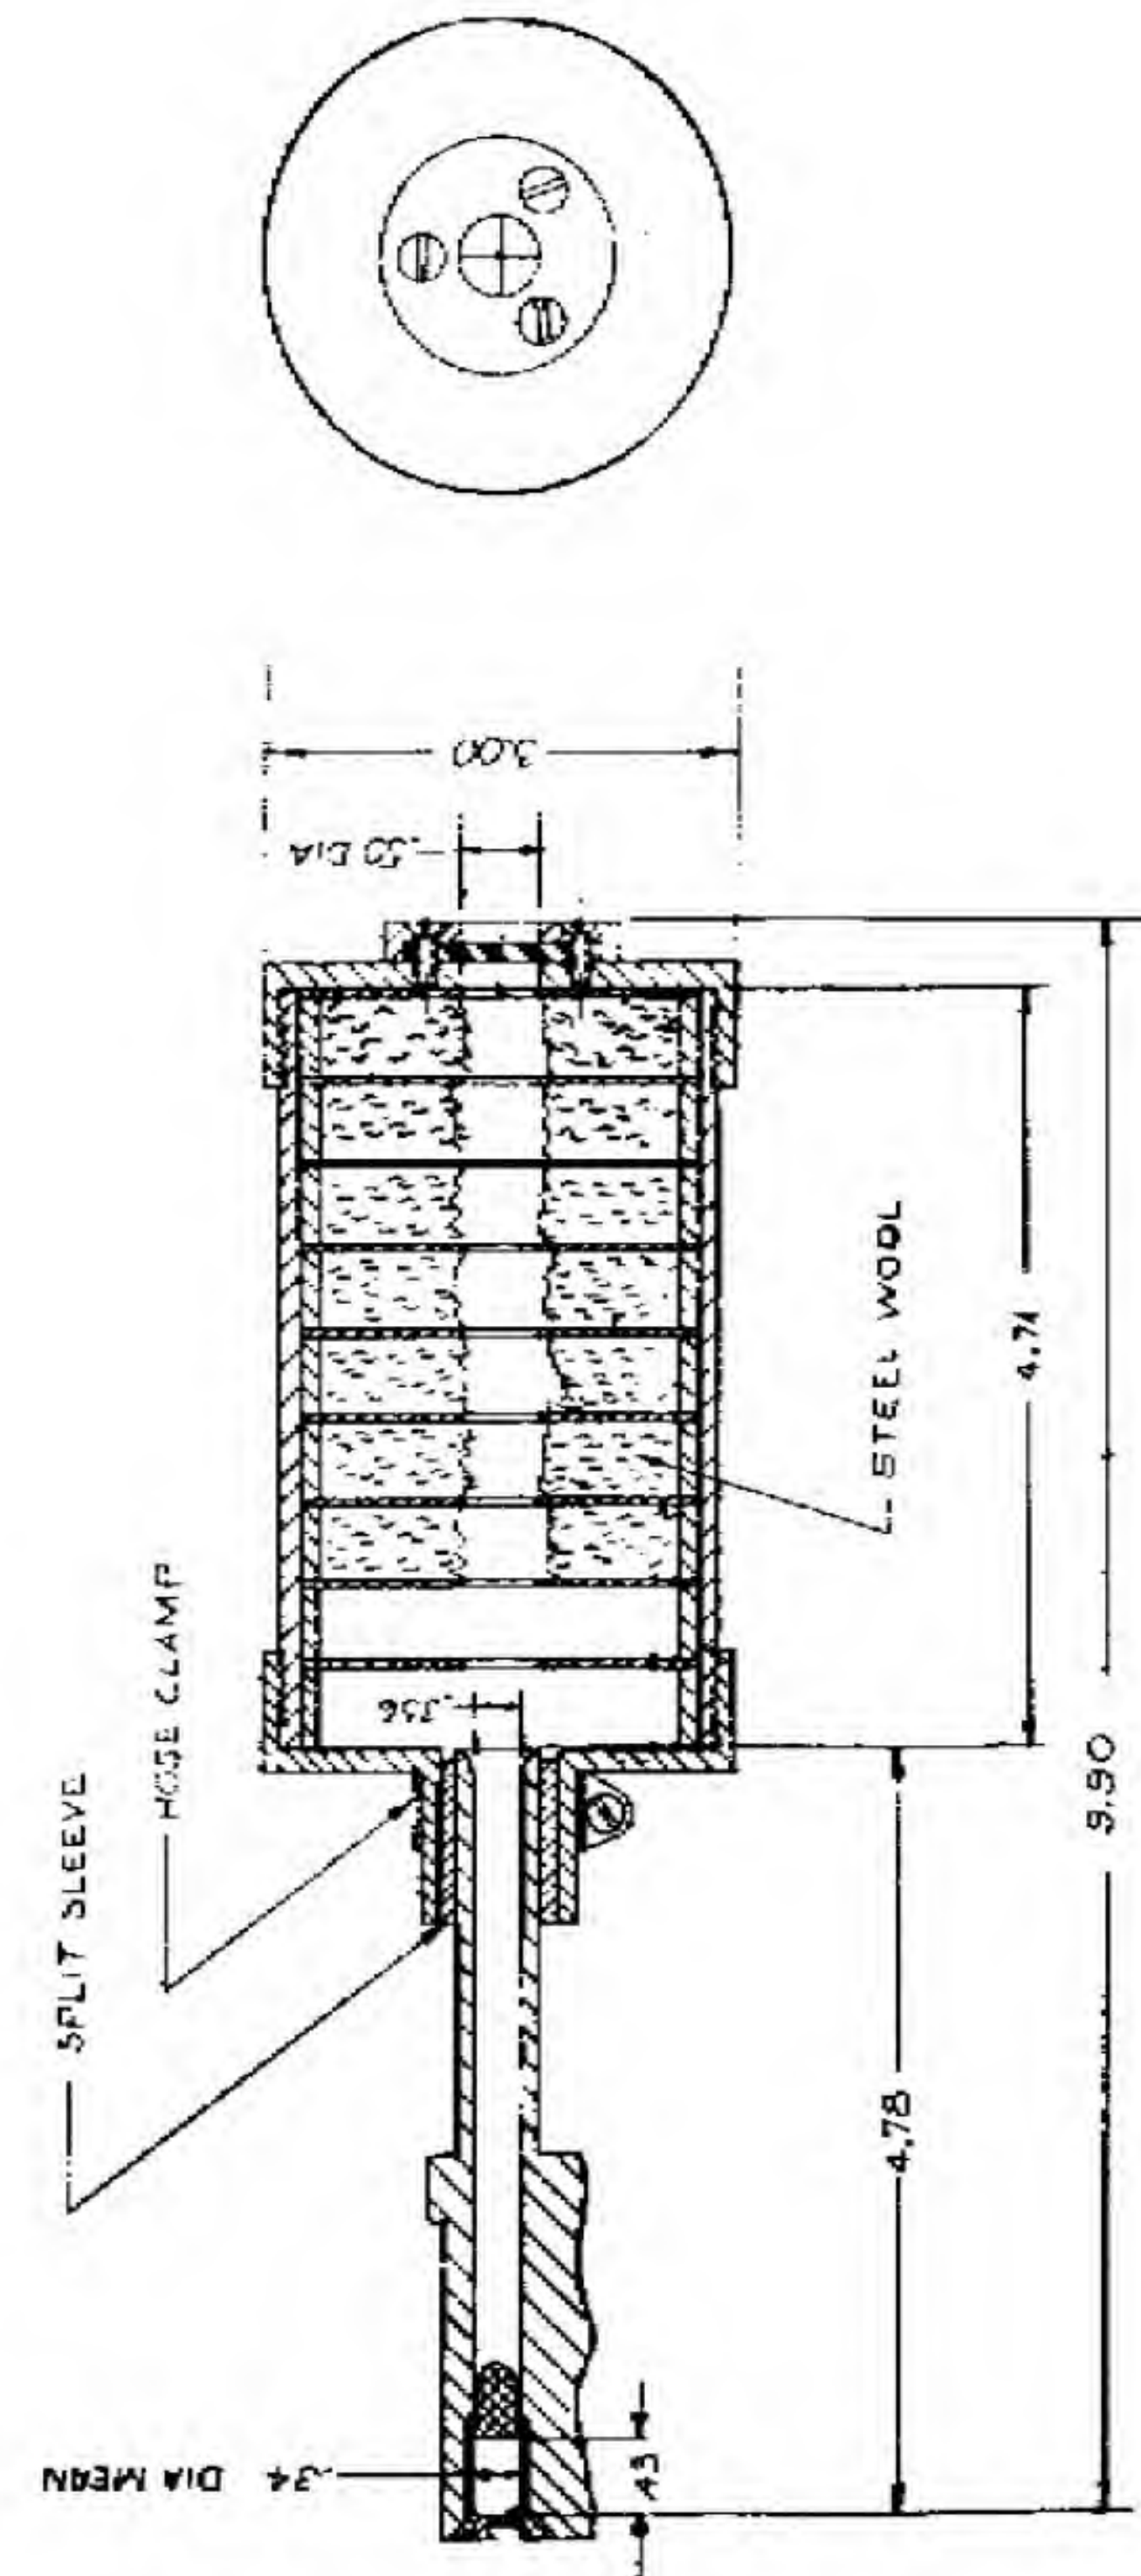 3.00
.50 DIA
STEEL WOOL
4.74
HOSE CLAMP
SPLIT SLEEVE
.356
9.90
4.78
.34 DIA MEAN
.43